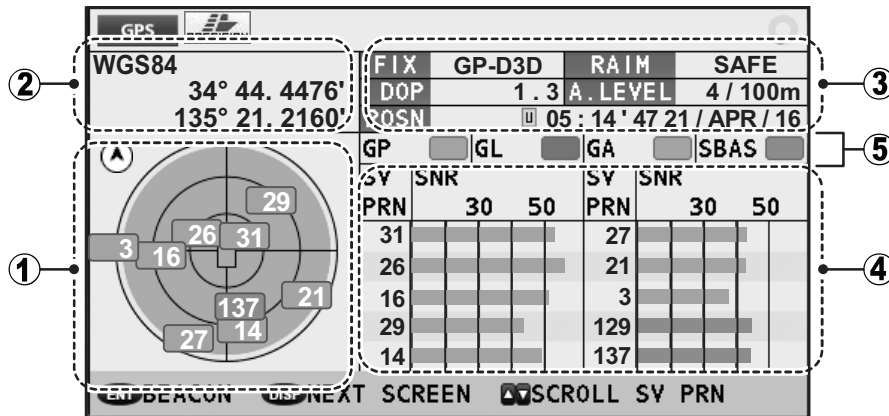 GPS
② WGS84
34° 44. 4476'
135° 21. 2160'
FIX GP-D3D RAIM SAFE ③
DOP 1 . 3 A.LEVEL 4 / 100m
POSN U 05 : 14 ' 47 21 / APR / 16
GP GL GA SBAS ⑤
① 29
26 31
3 16
21
137
27 14
SV SNR SV SNR
PRN 30 50 PRN 30 50
31 27
26 21
16 3 ④
29 129
14 137
ENT BEACON DISP NEXT SCREEN ▲▼SCROLL SV PRN